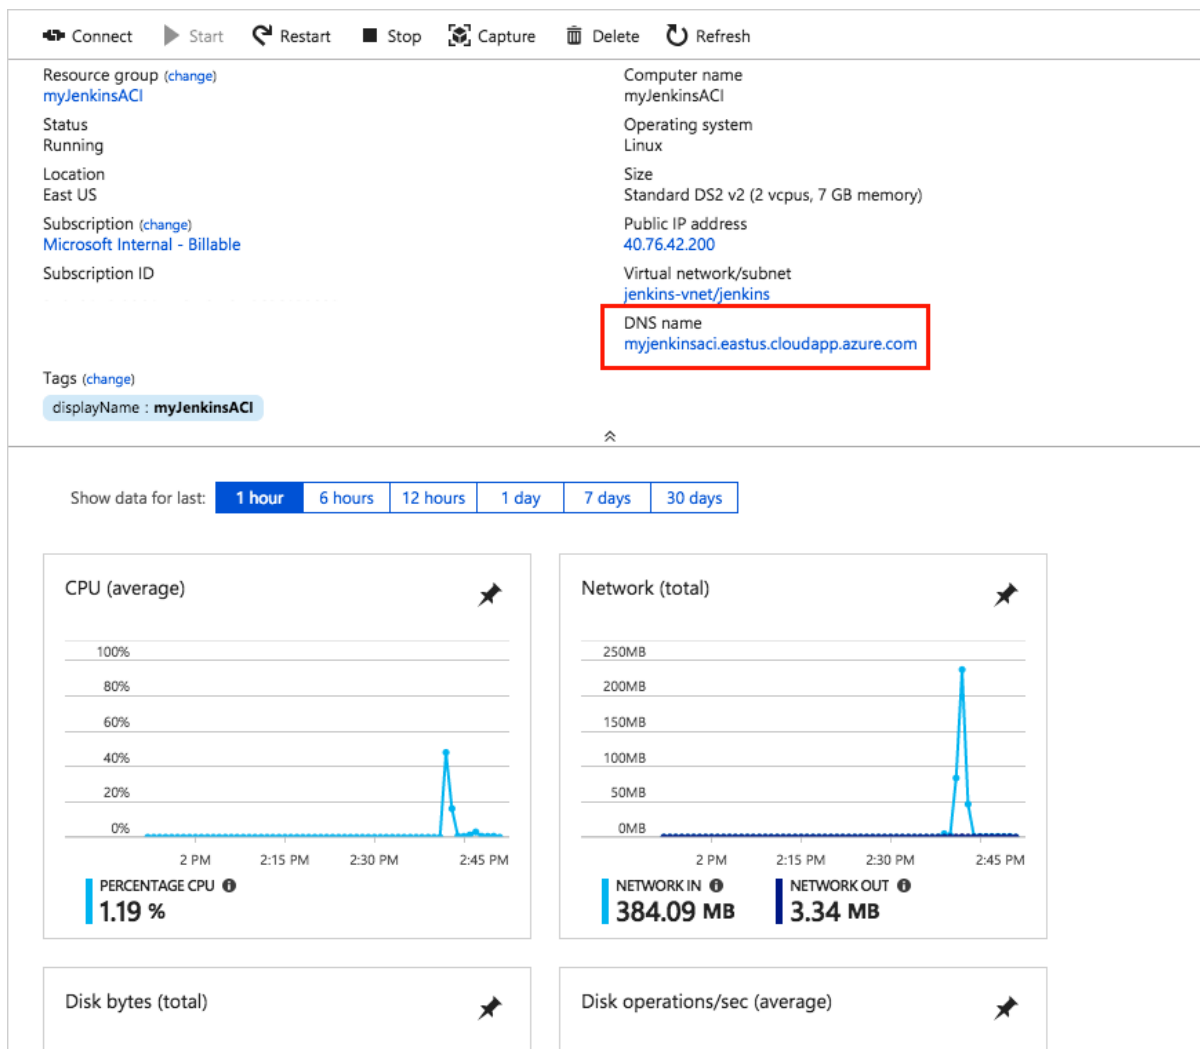 Connect Start Restart Stop Capture Delete Refresh
Resource group (change)
myJenkinsACI
Status
Running
Location
East US
Subscription (change)
Microsoft Internal - Billable
Subscription ID
Computer name
myJenkinsACI
Operating system
Linux
Size
Standard DS2 v2 (2 vcpus, 7 GB memory)
Public IP address
40.76.42.200
Virtual network/subnet
jenkins-vnet/jenkins
DNS name
myjenkinsaci.eastus.cloudapp.azure.com
Tags (change)
displayName : myJenkinsACI
Show data for last: 1 hour 6 hours 12 hours 1 day 7 days 30 days
CPU (average)
100%
80%
60%
40%
20%
0%
2 PM 2:15 PM 2:30 PM 2:45 PM
PERCENTAGE CPU
1.19 %
Network (total)
250MB
200MB
150MB
100MB
50MB
0MB
2 PM 2:15 PM 2:30 PM 2:45 PM
NETWORK IN
384.09 MB
NETWORK OUT
3.34 MB
Disk bytes (total)
Disk operations/sec (average)